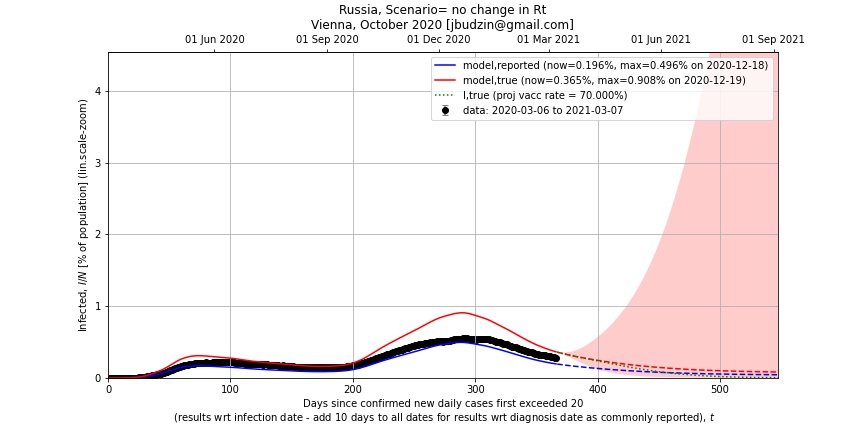 Russia, Scenario= no change in Rt
Vienna, October 2020 [jbudzin@gmail.com]
01 Jun 2020 01 Sep 2020 01 Dec 2020 01 Mar 2021 01 Jun 2021 01 Sep 2021
model,reported (now=0.196%, max=0.496% on 2020-12-18)
model,true (now=0.365%, max=0.908% on 2020-12-19)
I,true (proj vacc rate = 70.000%)
data: 2020-03-06 to 2021-03-07
Infected, I/N [% of population] (lin.scale-zoom)
4
3
2
1
0
0 100 200 300 400 500
Days since confirmed new daily cases first exceeded 20
(results wrt infection date - add 10 days to all dates for results wrt diagnosis date as commonly reported), t